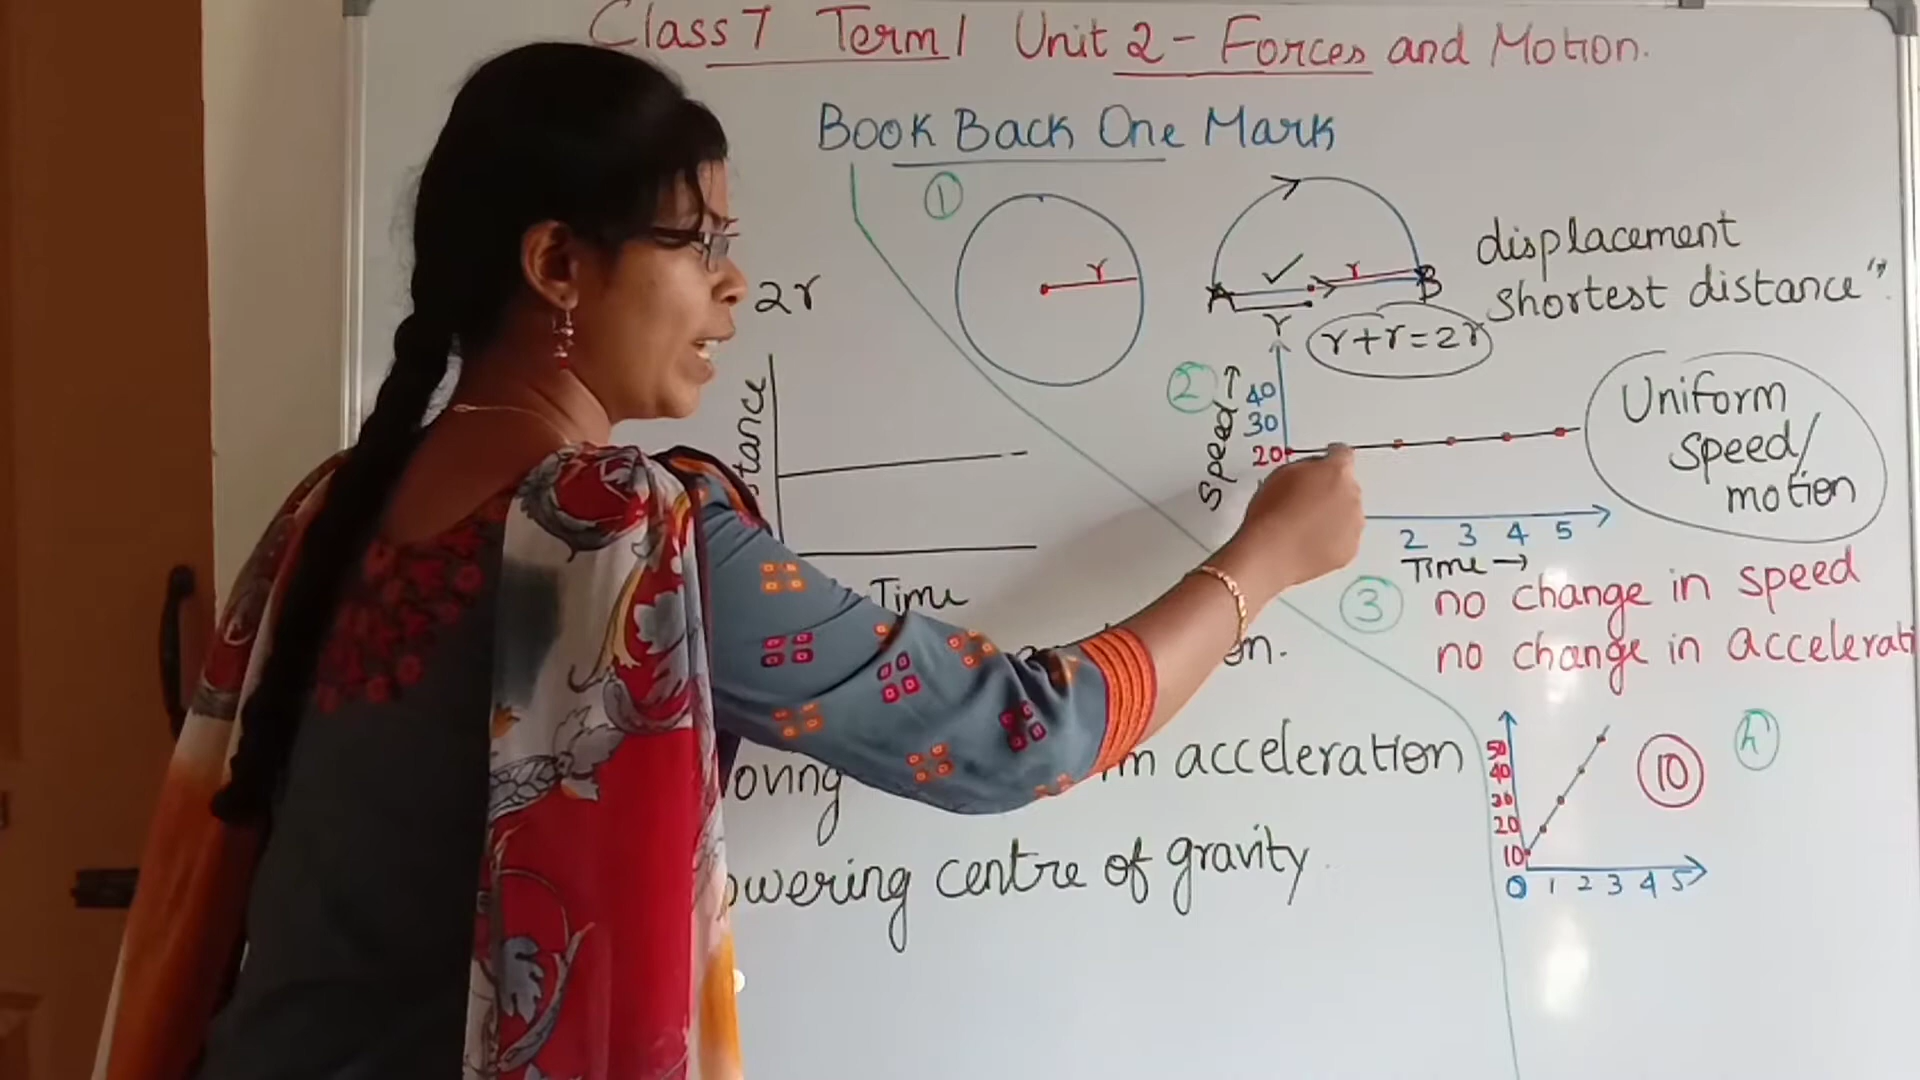 Class 7 Term 1 Unit 2 - Forces and Motion.
Book Back One Mark
1
r
2r
A
r
B
r
r+r=2r
displacement
shortest distance".
2
Speed →
40
30
20
2 3 4 5
Time →
Uniform
speed/
motion
Time
3
no change in speed
no change in accelerati
acceleration
centre of gravity
50
40
30
20
10
0 1 2 3 4 5
10